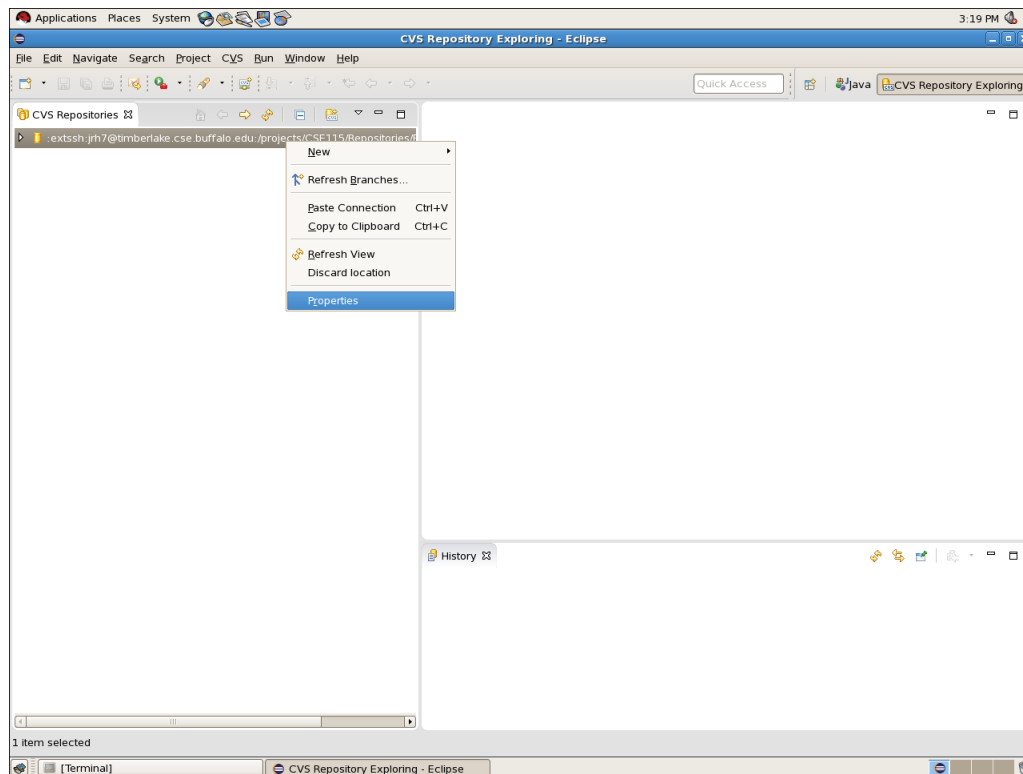 Applications Places System 3:19 PM
CVS Repository Exploring - Eclipse
File Edit Navigate Search Project CVS Run Window Help
Quick Access Java CVS Repository Exploring
CVS Repositories
:extssh:jrh7@timberlake.cse.buffalo.edu:/projects/CSE115/Repositories/
New
Refresh Branches...
Paste Connection Ctrl+V
Copy to Clipboard Ctrl+C
Refresh View
Discard location
Properties
History
1 item selected
[Terminal] CVS Repository Exploring - Eclipse